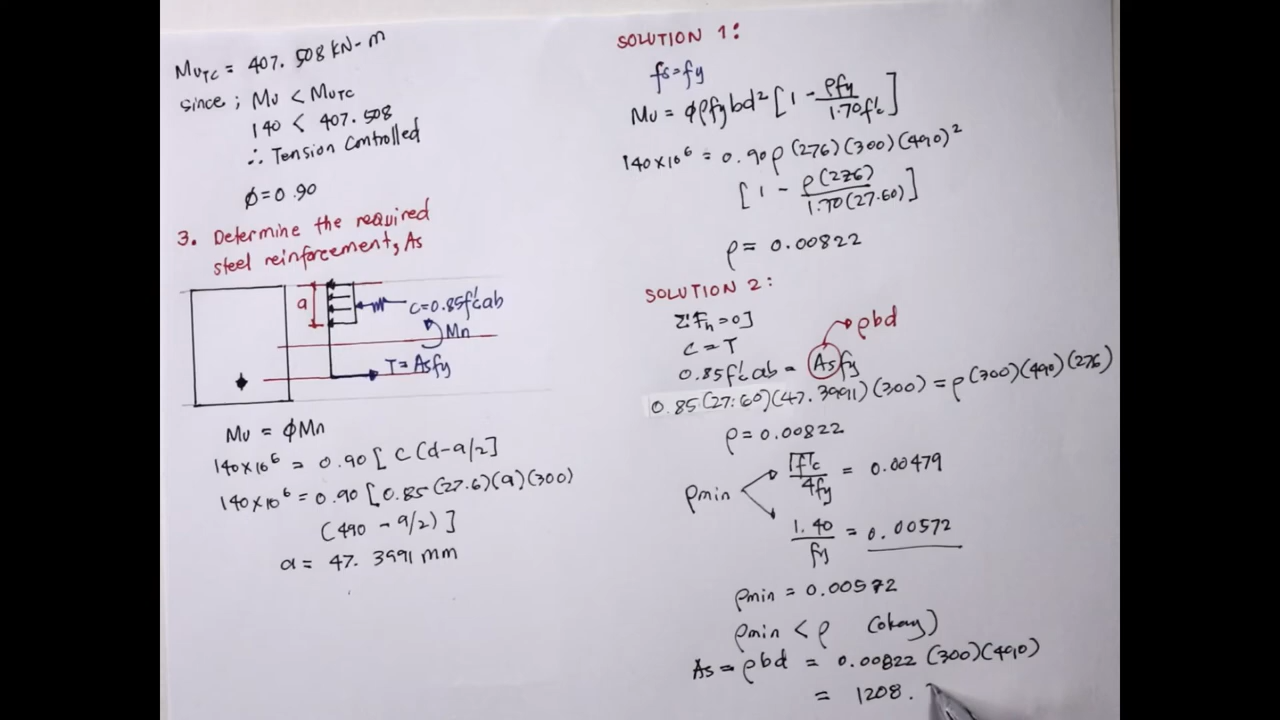 MuTC = 407.508 kN-m
since; Mu < MuTC
140 < 407.508
∴ Tension Controlled
φ = 0.90
3. Determine the required
steel reinforcement, As
a
C=0.85f'cab
Mn
T=Asfy
Mu = φMn
140x10⁶ = 0.90 [ C (d-a/2]
140x10⁶ = 0.90 [0.85 (27.6)(a)(300)
(490 - a/2)]
a = 47.3991 mm
SOLUTION 1:
fs=fy
Mu = φρfybd² [1 - ρfy/1.70f'c]
140x10⁶ = 0.90ρ(276)(300)(490)²
[1 - ρ(276)/1.70(27.60)]
ρ = 0.00822
SOLUTION 2:
ΣFh=0]
C=T
ρbd
0.85f'cab = Asfy
0.85(27.60)(47.3991)(300) = ρ(300)(490)(276)
ρ=0.00822
ρmin
√f'c/4fy = 0.00479
1.40/fy = 0.00572
ρmin = 0.00572
ρmin < ρ (okay)
As = ρbd = 0.00822 (300)(490)
= 1208.